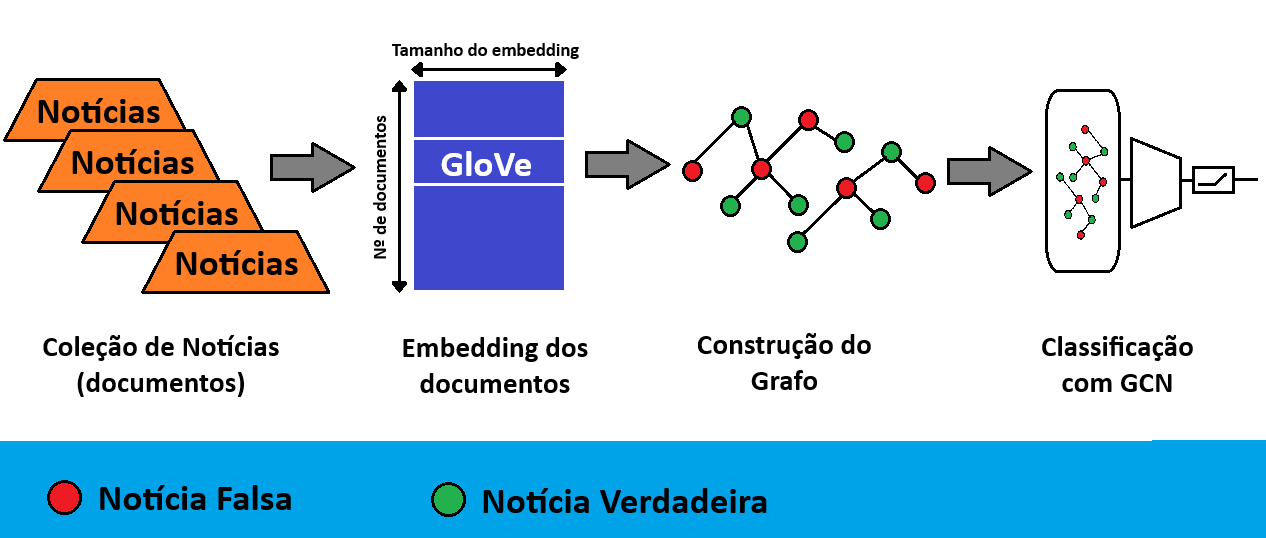 Notícias
Notícias
Notícias
Notícias
Coleção de Notícias
(documentos)
Tamanho do embedding
Nº de documentos
GloVe
Embedding dos
documentos
Construção do
Grafo
Classificação
com GCN
Notícia Falsa
Notícia Verdadeira